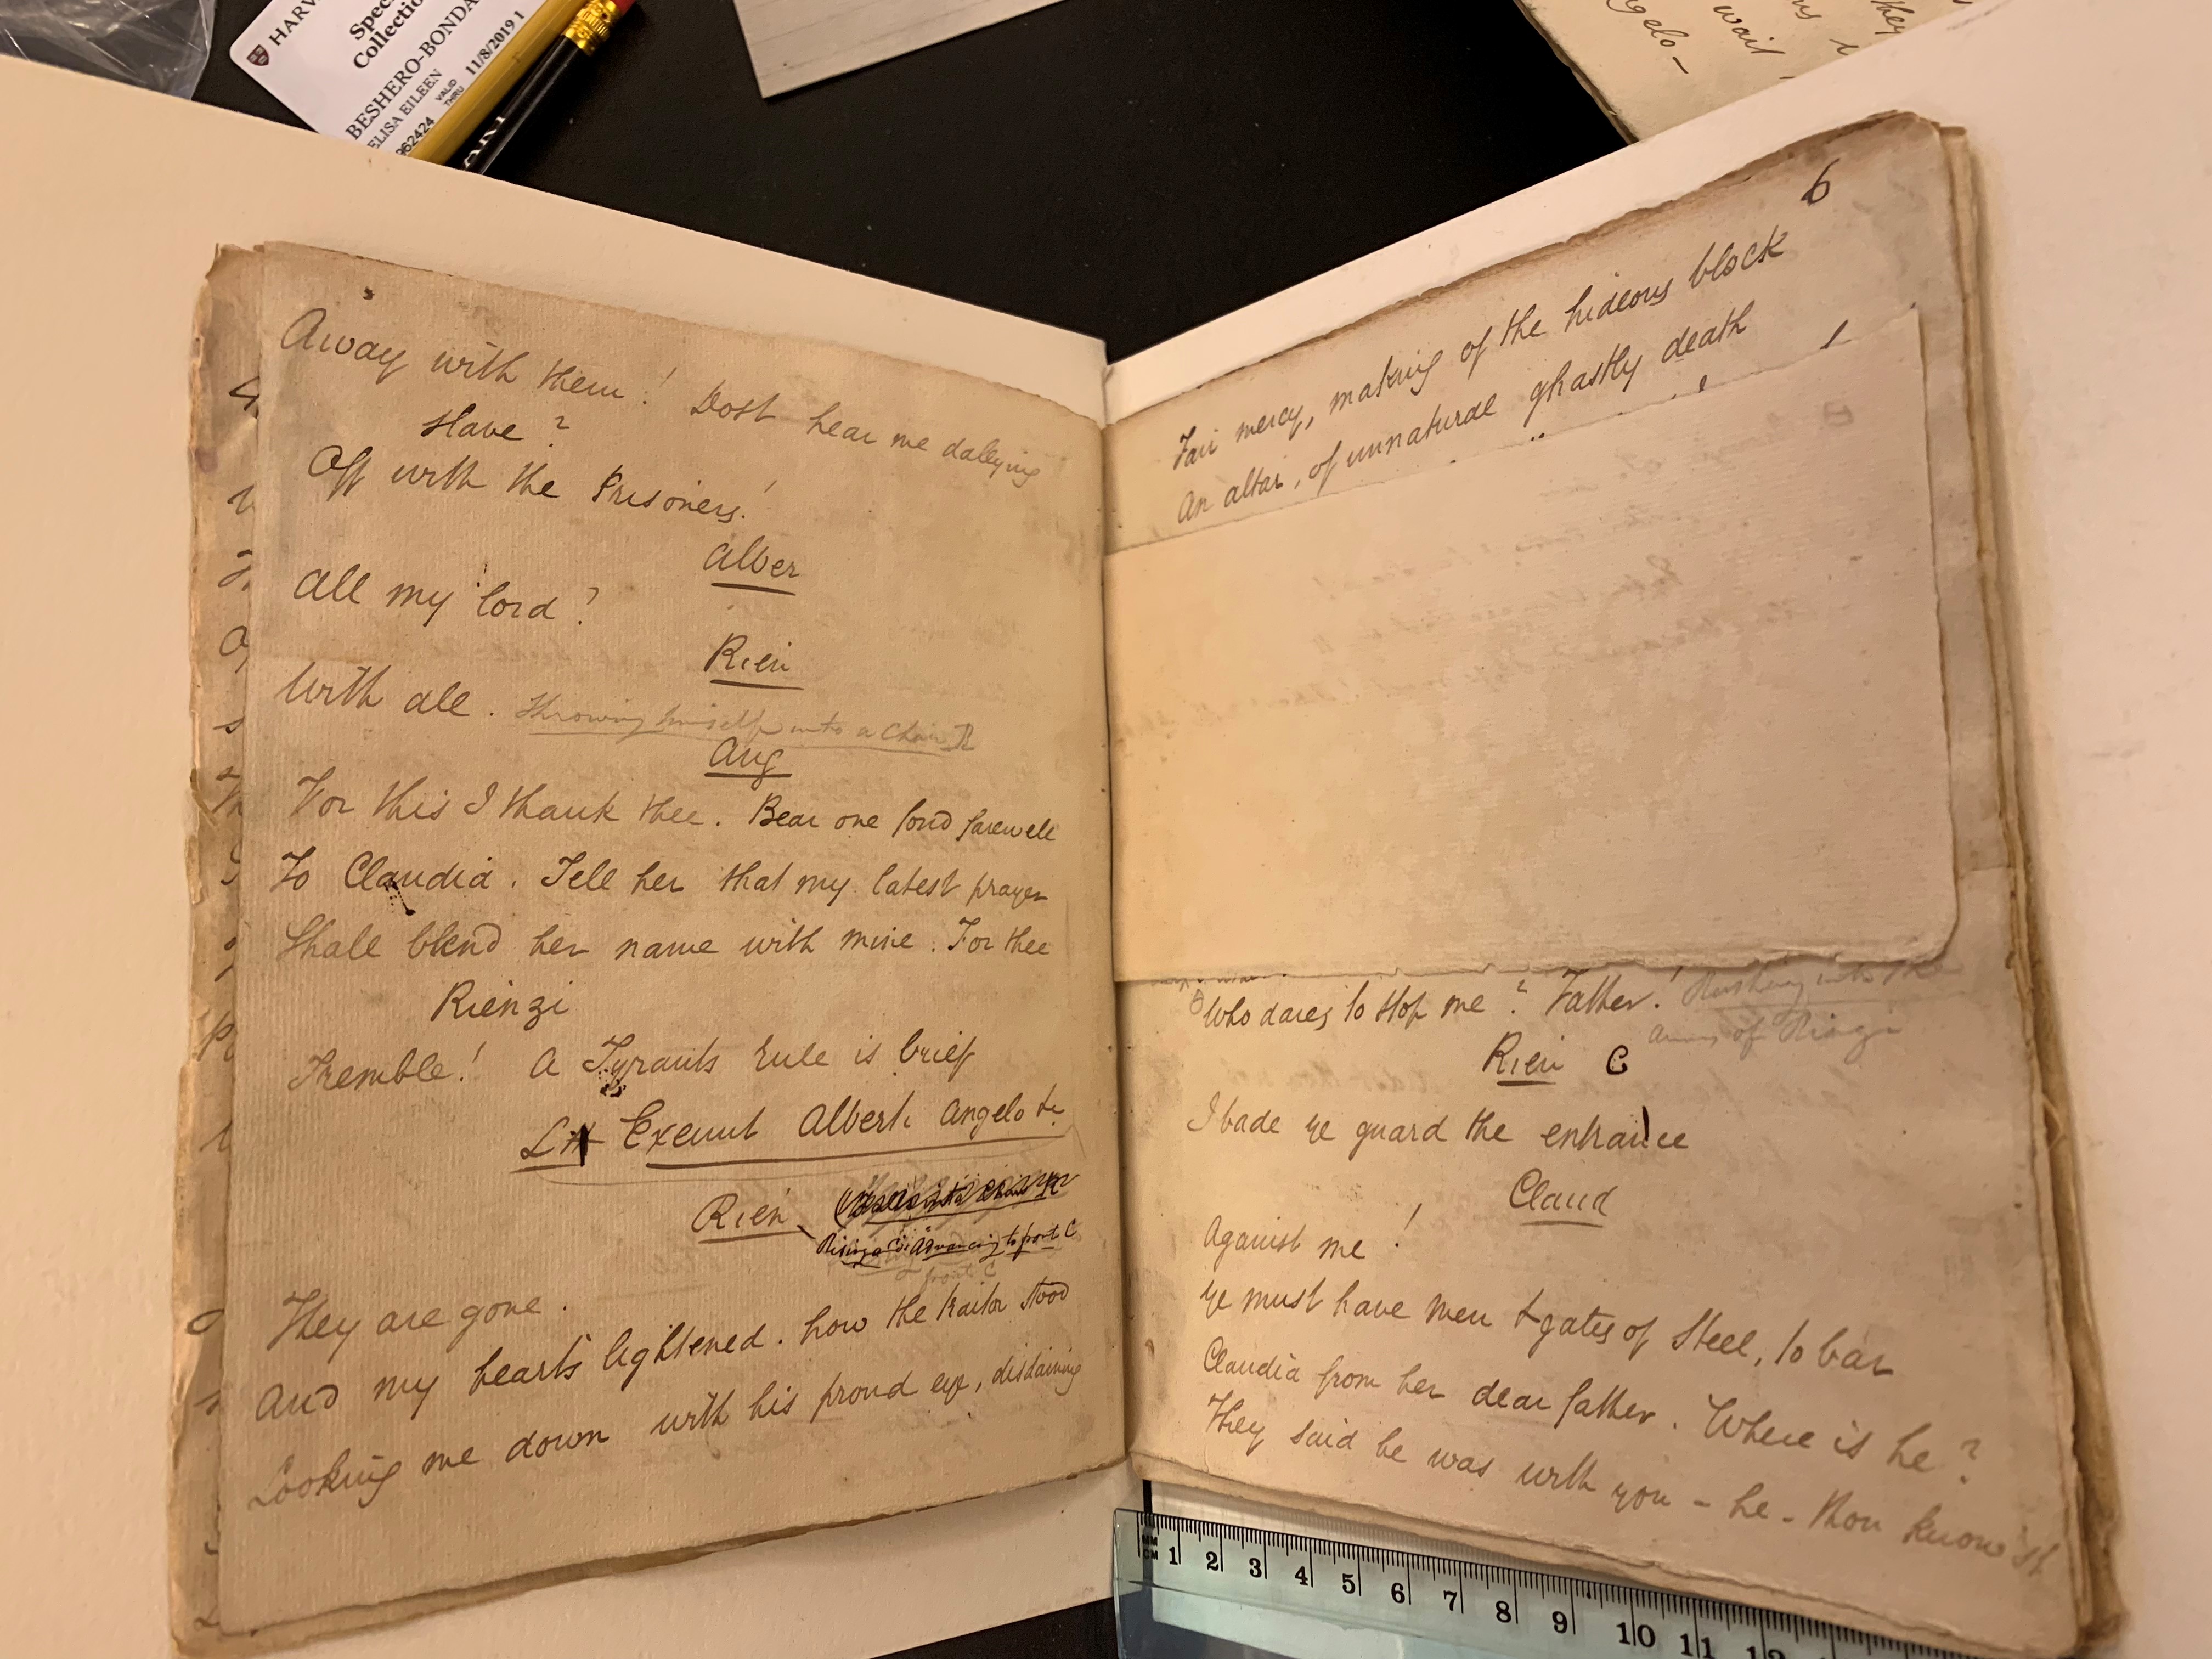 HARV
Spec
Collectio
BESHERO-BONDA
ELISA EILEEN
962424
VALID
THRU
11/8/2019 1
wait
gelo -
they
Away with them! Dost hear me dallying
Slave?
Off with the Prisoners!
Alber
All my lord?
Rien
With all. Throwing himself into a Chair R
Ang
For this I thank thee. Bear one fond farewell
To Claudia. Tell her that my latest prayer
Shall blend her name with mine. For thee
Rienzi
Tremble! A Tyrants rule is brief
Exeunt Albert. Angelo &c.
Rien
Rising & Advancing to front C
front C
They are gone.
And my hearts lightened. how the traitor stood
Looking me down with his proud eye, disdaining
6
Fair mercy, making of the hideous block
An altar, of unnatural ghastly death
Who dares to stop me? Father! Rushing into the
Arms of Rienzi
Rien C
I bade ye guard the entrance
Claud
Against me!
Ye must have men & gates of Steel, to bar
Claudia from her dear father. Where is he?
They said he was with you - he - thou know'st
MM
CM 1 2 3 4 5 6 7 8 9 10 11 12